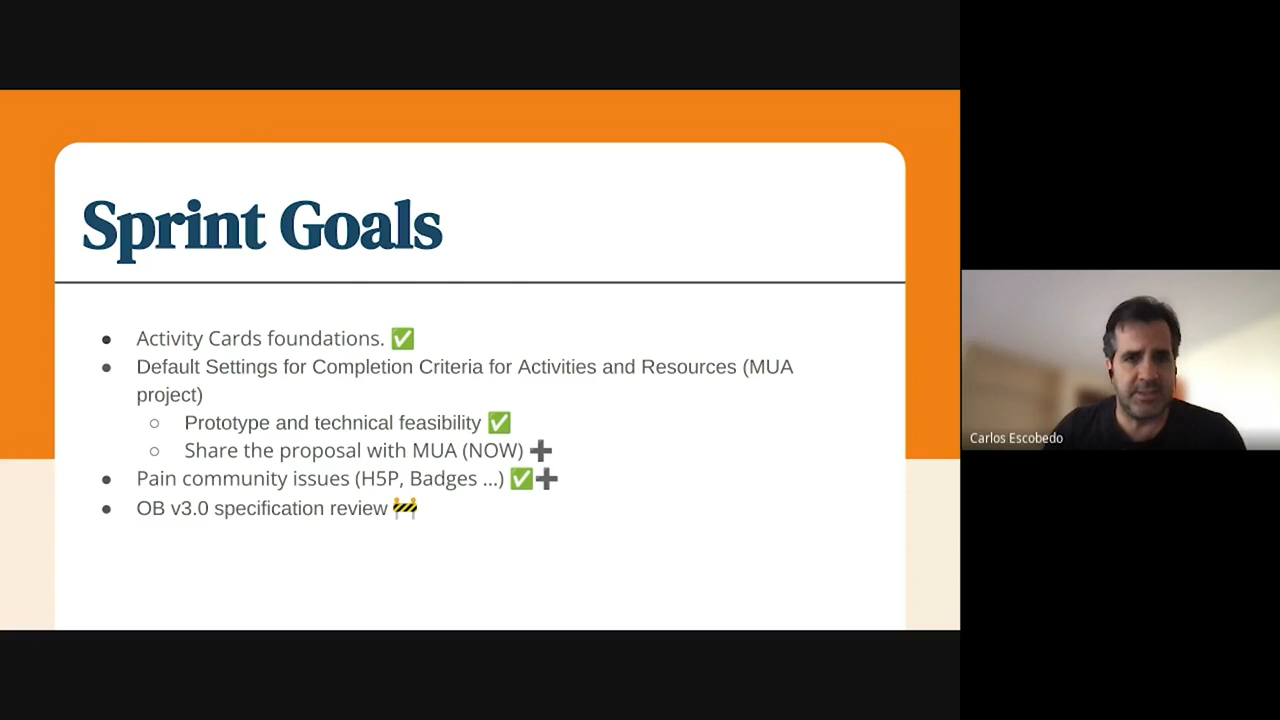 Sprint Goals
● Activity Cards foundations. ✅
● Default Settings for Completion Criteria for Activities and Resources (MUA
project)
○ Prototype and technical feasibility ✅
○ Share the proposal with MUA (NOW) ➕
● Pain community issues (H5P, Badges ...) ✅➕
● OB v3.0 specification review 🚧
Carlos Escobedo